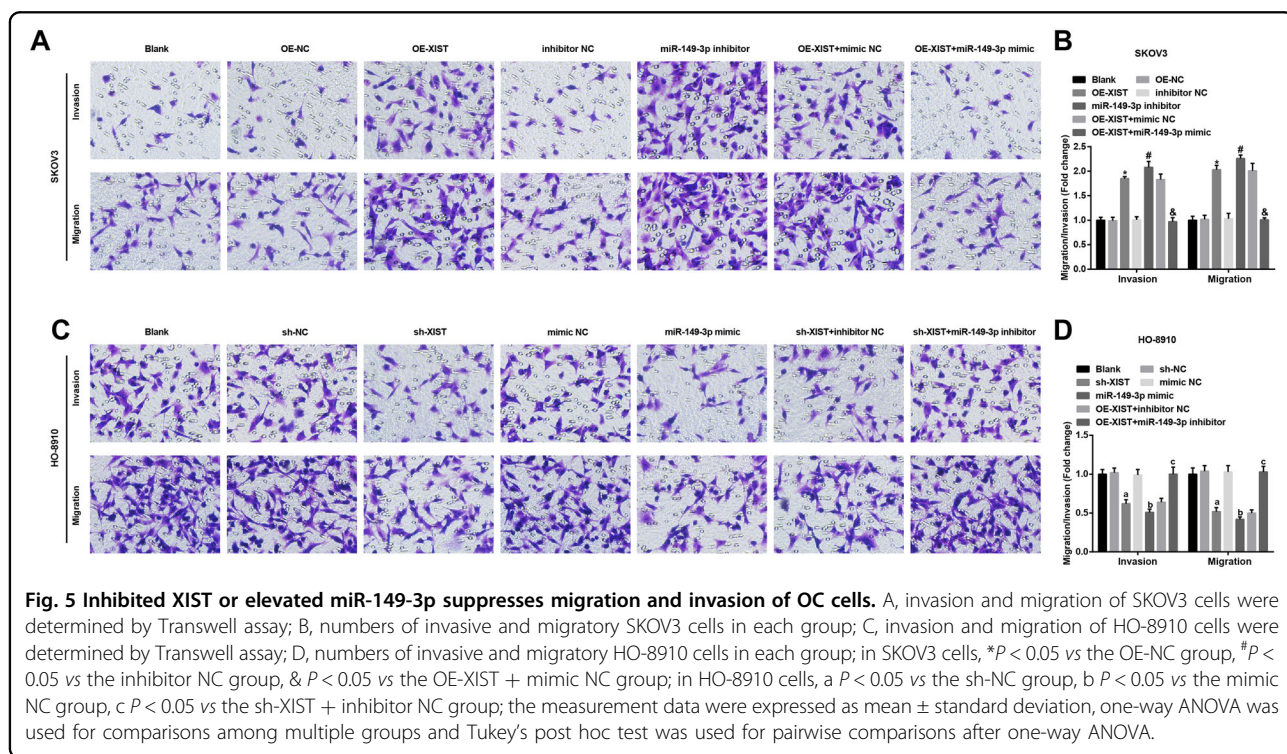 A
Blank
OE-NC
OE-XIST
inhibitor NC
miR-149-3p inhibitor
OE-XIST+mimic NC
OE-XIST+miR-149-3p mimic
SKOV3
Invasion
Migration
B
SKOV3
Blank
OE-NC
OE-XIST
inhibitor NC
miR-149-3p inhibitor
OE-XIST+mimic NC
OE-XIST+miR-149-3p mimic
Migration/Invasion (Fold change)
2.5
2.0
1.5
1.0
0.5
0.0
*
#
&
*
#
&
Invasion
Migration
C
Blank
sh-NC
sh-XIST
mimic NC
miR-149-3p mimic
sh-XIST+inhibitor NC
sh-XIST+miR-149-3p inhibitor
HO-8910
Invasion
Migration
D
HO-8910
Blank
sh-NC
sh-XIST
mimic NC
miR-149-3p mimic
OE-XIST+inhibitor NC
OE-XIST+miR-149-3p inhibitor
Migration/Invasion (Fold change)
1.5
1.0
0.5
0.0
a
b
c
a
b
c
Invasion
Migration
Fig. 5 Inhibited XIST or elevated miR-149-3p suppresses migration and invasion of OC cells. A, invasion and migration of SKOV3 cells were
determined by Transwell assay; B, numbers of invasive and migratory SKOV3 cells in each group; C, invasion and migration of HO-8910 cells were
determined by Transwell assay; D, numbers of invasive and migratory HO-8910 cells in each group; in SKOV3 cells, *P < 0.05 vs the OE-NC group, #P <
0.05 vs the inhibitor NC group, & P < 0.05 vs the OE-XIST + mimic NC group; in HO-8910 cells, a P < 0.05 vs the sh-NC group, b P < 0.05 vs the mimic
NC group, c P < 0.05 vs the sh-XIST + inhibitor NC group; the measurement data were expressed as mean ± standard deviation, one-way ANOVA was
used for comparisons among multiple groups and Tukey's post hoc test was used for pairwise comparisons after one-way ANOVA.